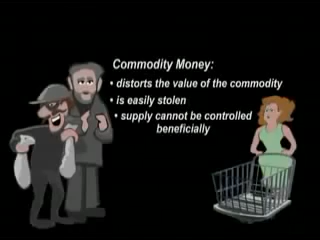 Commodity Money:
• distorts the value of the commodity
• is easily stolen
• supply cannot be controlled
beneficially